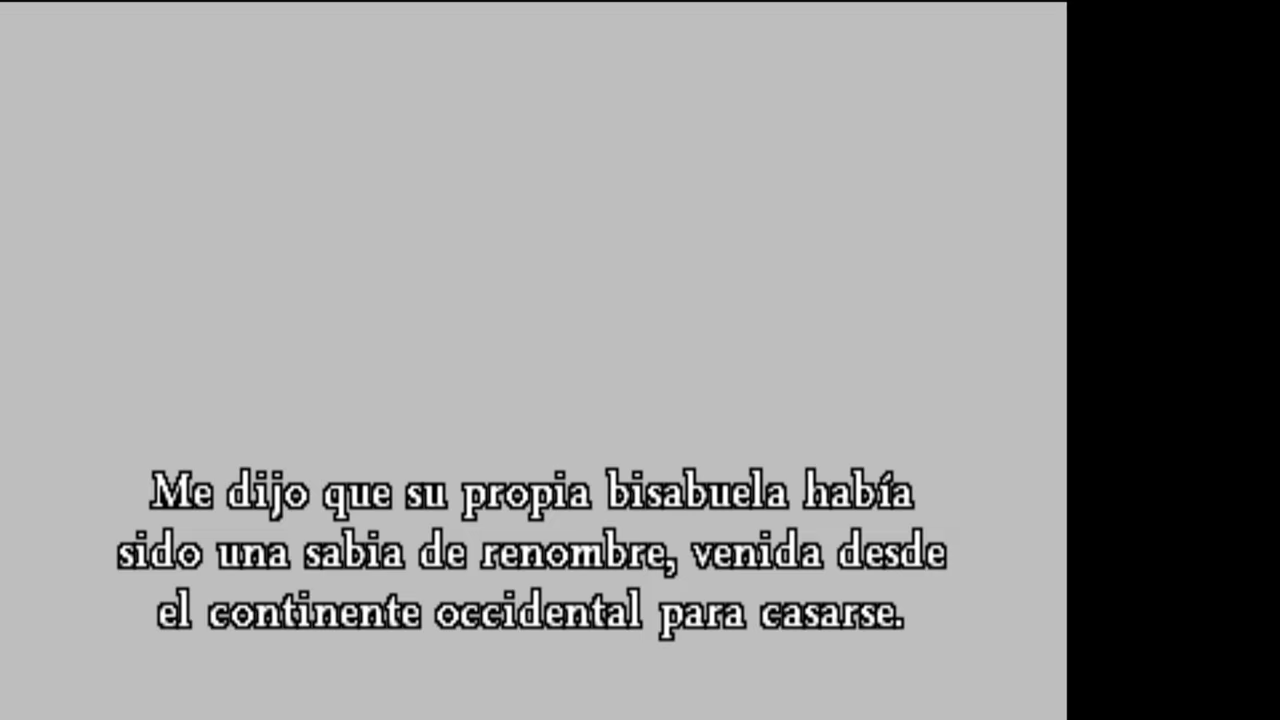 Me dijo que su propia bisabuela había
sido una sabia de renombre, venida desde
el continente occidental para casarse.